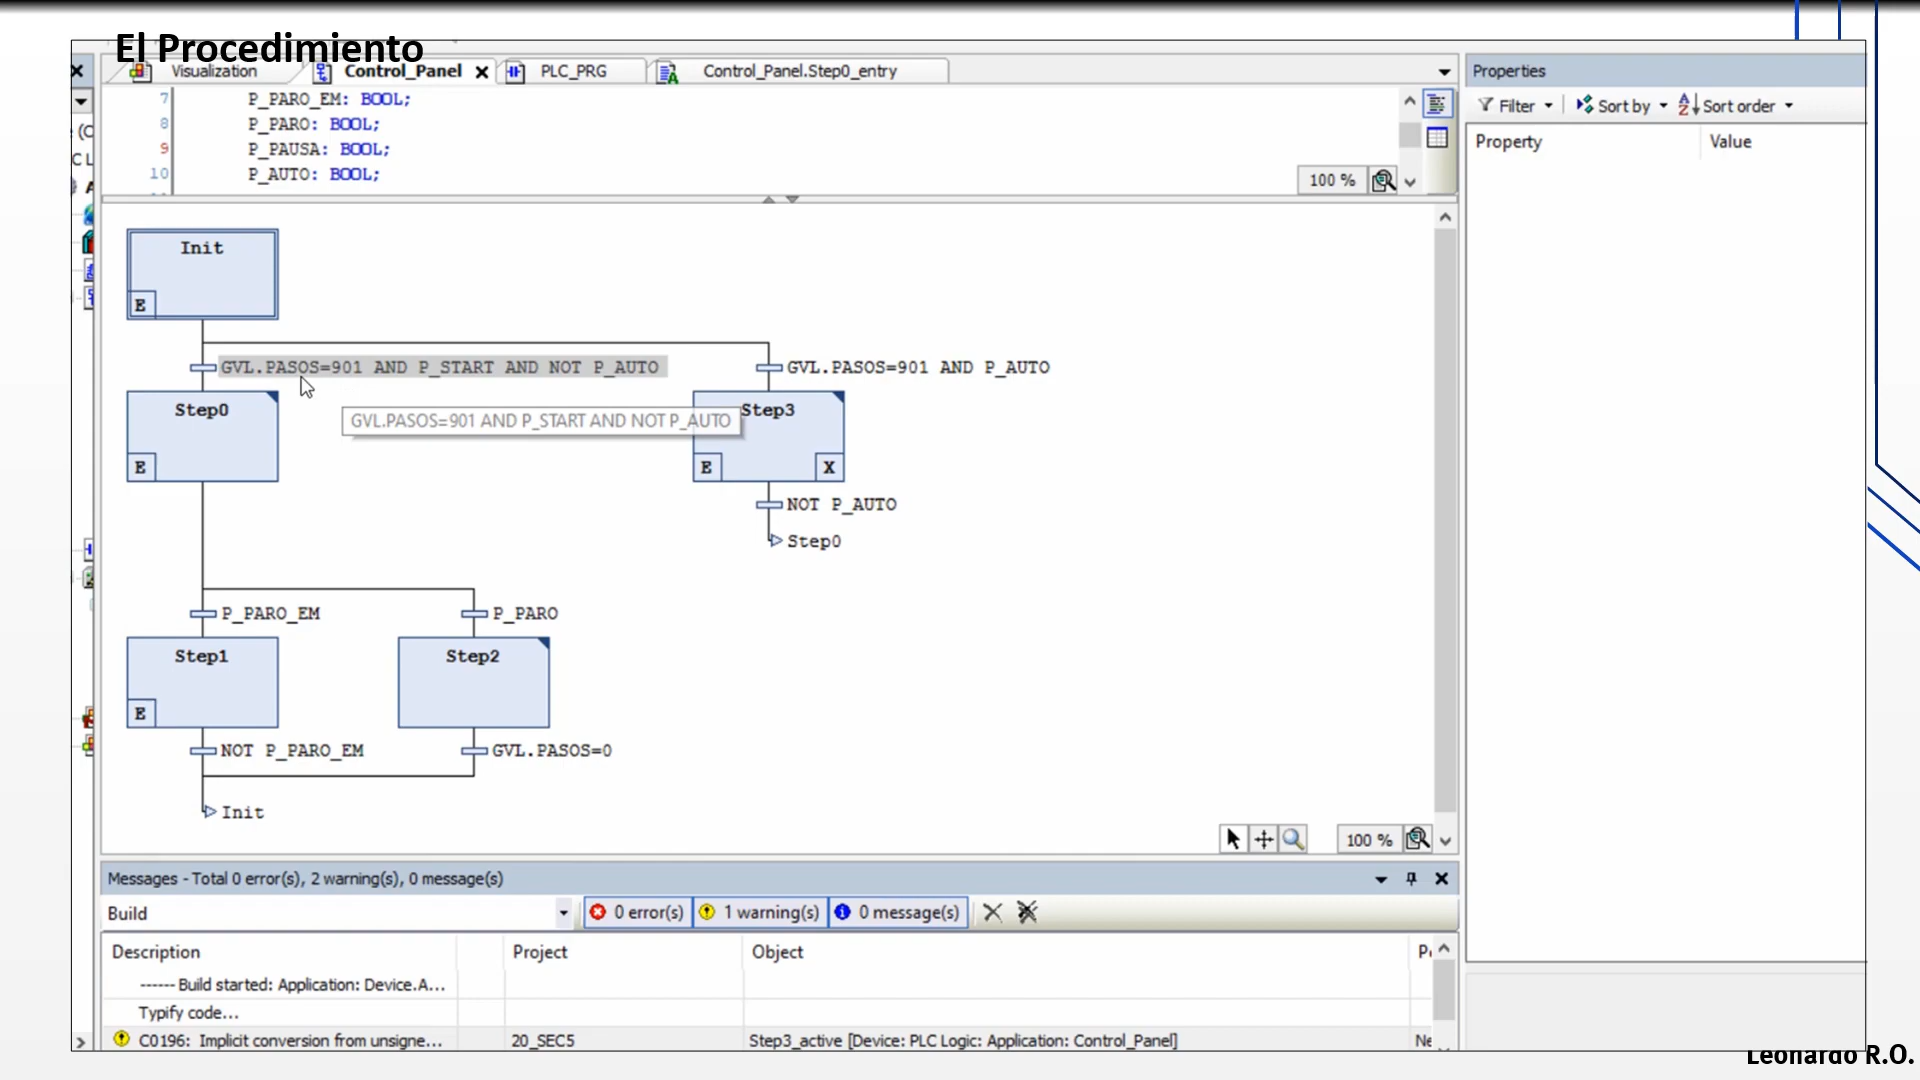 El Procedimiento
Visualization
Control_Panel
PLC_PRG
Control_Panel.Step0_entry
Properties
7 P_PARO_EM: BOOL;
8 P_PARO: BOOL;
9 P_PAUSA: BOOL;
10 P_AUTO: BOOL;
100 %
Filter
Sort by
Sort order
Property
Value
Init
E
GVL.PASOS=901 AND P_START AND NOT P_AUTO
GVL.PASOS=901 AND P_AUTO
Step0
E
GVL.PASOS=901 AND P_START AND NOT P_AUTO
Step3
E
X
NOT P_AUTO
Step0
P_PARO_EM
P_PARO
Step1
E
Step2
NOT P_PARO_EM
GVL.PASOS=0
Init
100 %
Messages - Total 0 error(s), 2 warning(s), 0 message(s)
Build
0 error(s)
1 warning(s)
0 message(s)
Description
Project
Object
------ Build started: Application: Device.A...
Typify code...
C0196: Implicit conversion from unsigne...
20_SEC5
Step3_active [Device: PLC Logic: Application: Control_Panel]
Leonardo R.O.